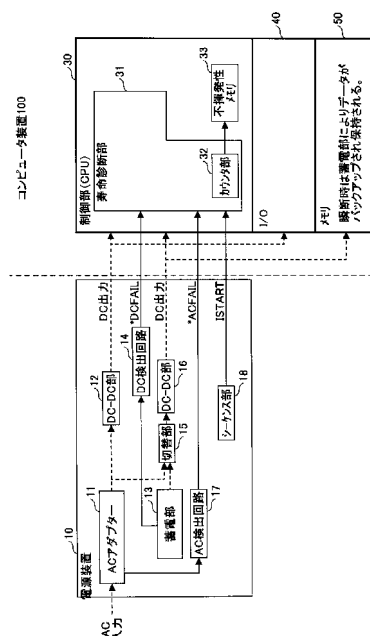 コンピュータ装置100
10
電源装置
AC
入力
11
ACアダプター
12
DC-DC部
13
蓄電部
14
DC検出回路
15
切替部
16
DC-DC部
17
AC検出回路
18
シーケンス部
DC出力
*DCFAIL
DC出力
*ACFAIL
ISTART
30
制御部(CPU)
寿命診断部
31
32
カウンタ部
33
不揮発性
メモリ
40
I/O
50
メモリ
瞬断時は蓄電部によりデータが
バックアップされ保持される。